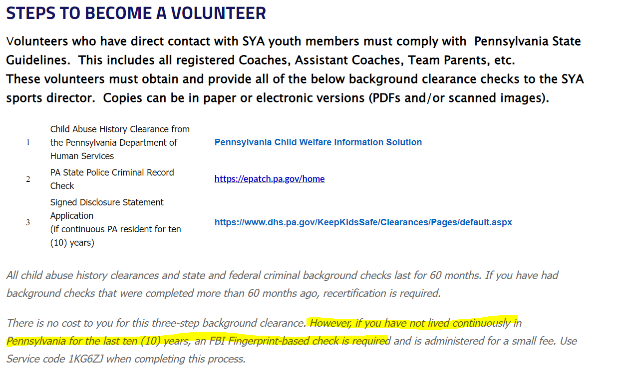 STEPS TO BECOME A VOLUNTEER
Volunteers who have direct contact with SYA youth members must comply with  Pennsylvania State
Guidelines.  This includes all registered Coaches, Assistant Coaches, Team Parents, etc.
These volunteers must obtain and provide all of the below background clearance checks to the SYA
sports director.  Copies can be in paper or electronic versions (PDFs and/or scanned images).
Child Abuse History Clearance from
1 the Pennsylvania Department of Pennsylvania Child Welfare Information Solution
Human Services
PA State Police Criminal Record
2 https://epatch.pa.gov/home
Check
Signed Disclosure Statement
Application
3 https://www.dhs.pa.gov/KeepKidsSafe/Clearances/Pages/default.aspx
(if continuous PA resident for ten
(10) years)
All child abuse history clearances and state and federal criminal background checks last for 60 months. If you have had
background checks that were completed more than 60 months ago, recertification is required.
There is no cost to you for this three-step background clearance. However, if you have not lived continuously in
Pennsylvania for the last ten (10) years, an FBI Fingerprint-based check is required and is administered for a small fee. Use
Service code 1KG6ZJ when completing this process.